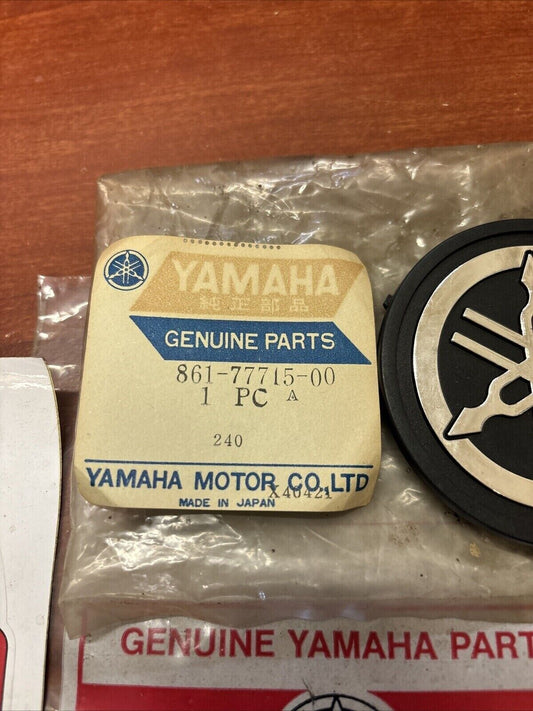 YAMAHA
純正部品
GENUINE PARTS
861-77715-00
1 PC A
240
YAMAHA MOTOR CO.,LTD
X40421
MADE IN JAPAN
GENUINE YAMAHA PART